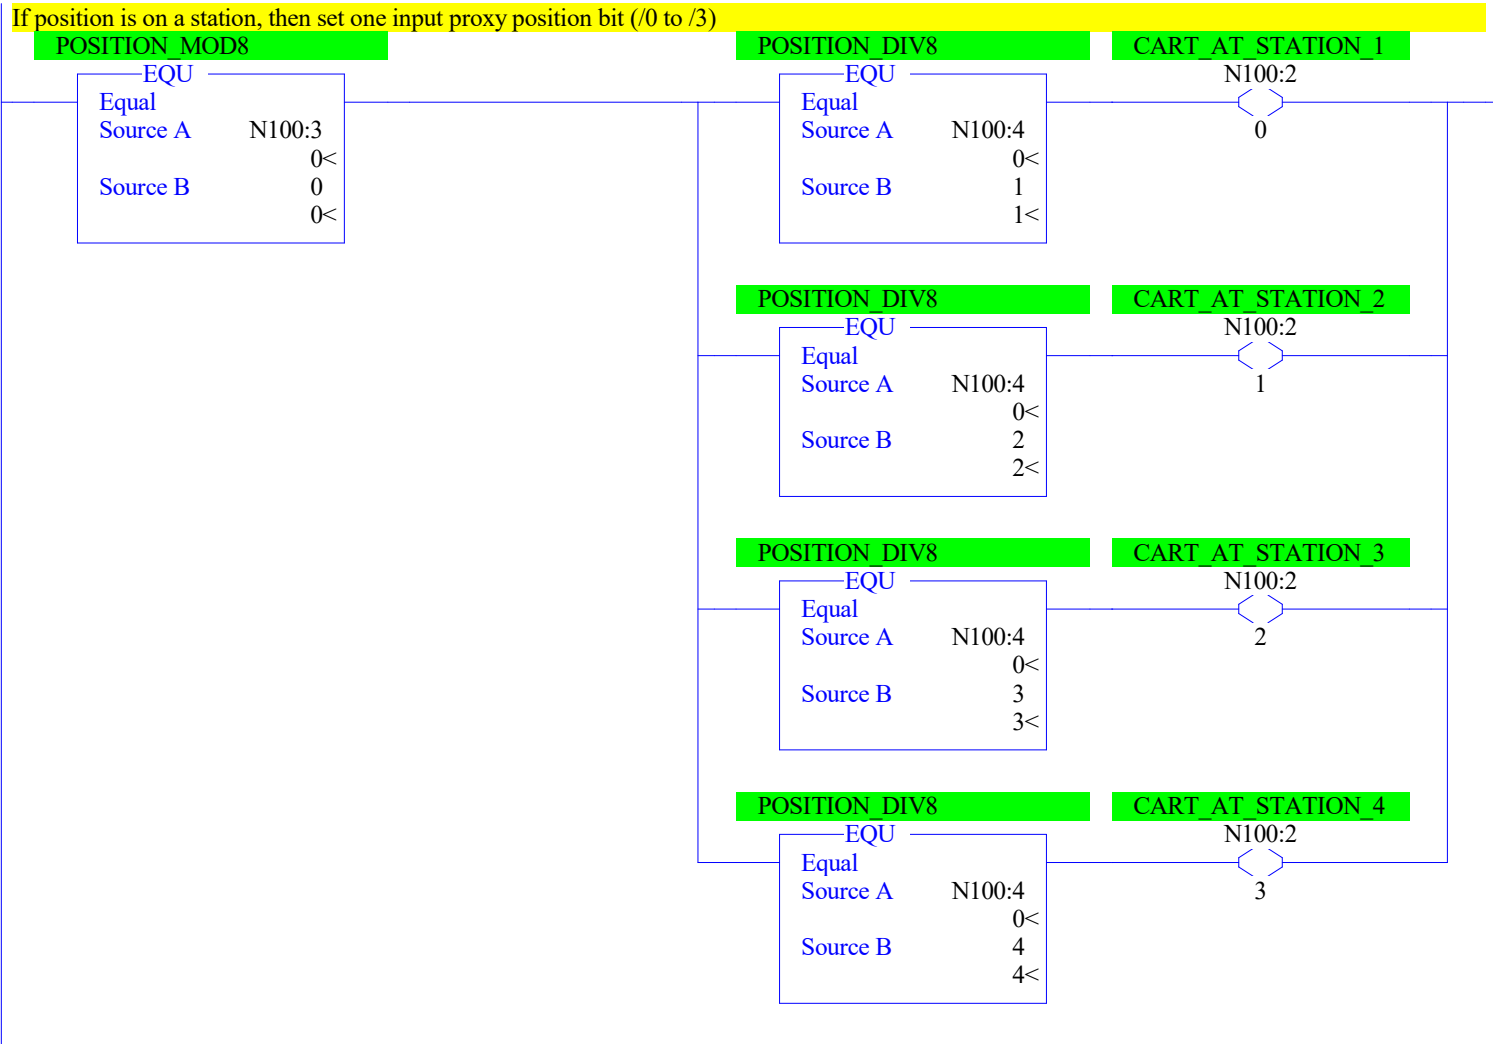 If position is on a station, then set one input proxy position bit (/0 to /3)
POSITION_MOD8
EQU
Equal
Source A N100:3
0<
Source B 0
0<
POSITION_DIV8
EQU
Equal
Source A N100:4
0<
Source B 1
1<
CART_AT_STATION_1
N100:2
0
POSITION_DIV8
EQU
Equal
Source A N100:4
0<
Source B 2
2<
CART_AT_STATION_2
N100:2
1
POSITION_DIV8
EQU
Equal
Source A N100:4
0<
Source B 3
3<
CART_AT_STATION_3
N100:2
2
POSITION_DIV8
EQU
Equal
Source A N100:4
0<
Source B 4
4<
CART_AT_STATION_4
N100:2
3